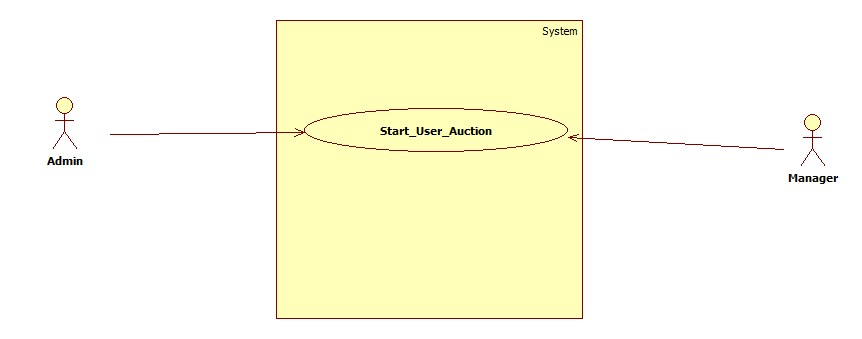 System
Start_User_Auction
Admin
Manager